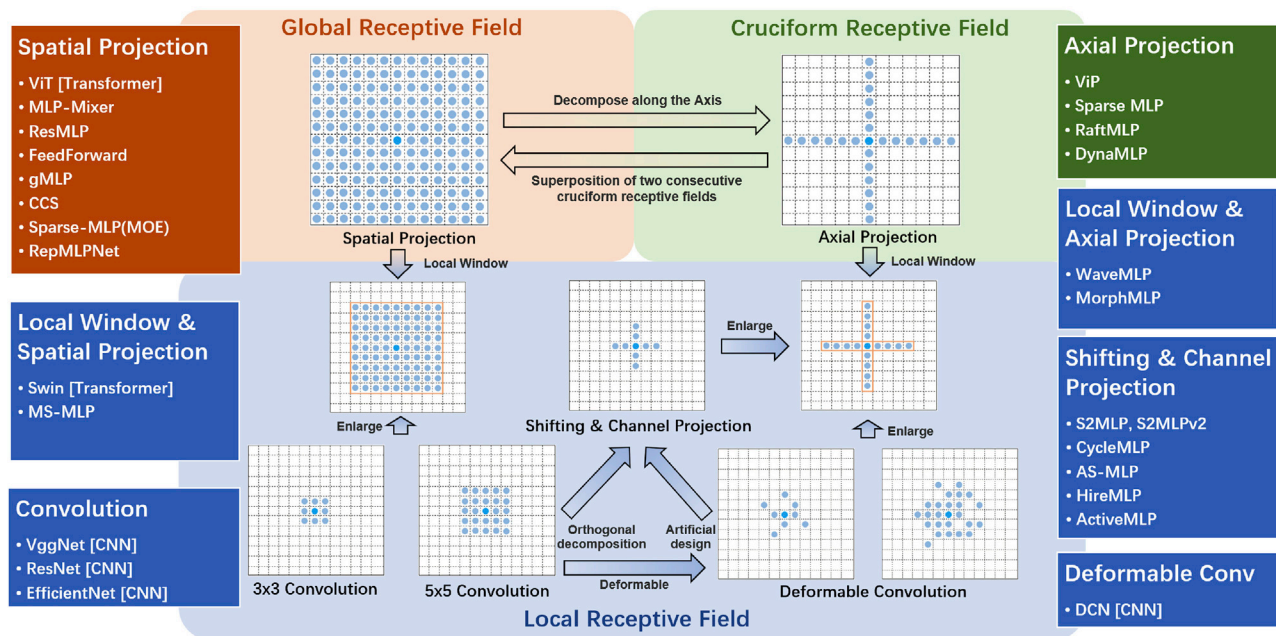 Global Receptive Field
Cruciform Receptive Field
Spatial Projection
• ViT [Transformer]
• MLP-Mixer
• ResMLP
• FeedForward
• gMLP
• CCS
• Sparse-MLP(MOE)
• RepMLPNet
Decompose along the Axis
Superposition of two consecutive
cruciform receptive fields
Spatial Projection
Axial Projection
Axial Projection
• ViP
• Sparse MLP
• RaftMLP
• DynaMLP
Local Window
Local Window
Local Window &
Spatial Projection
• Swin [Transformer]
• MS-MLP
Enlarge
Shifting & Channel Projection
Enlarge
Enlarge
Local Window &
Axial Projection
• WaveMLP
• MorphMLP
Shifting & Channel
Projection
• S2MLP, S2MLPv2
• CycleMLP
• AS-MLP
• HireMLP
• ActiveMLP
Convolution
• VggNet [CNN]
• ResNet [CNN]
• EfficientNet [CNN]
3x3 Convolution
5x5 Convolution
Orthogonal
decomposition
Artificial
design
Deformable
Deformable Convolution
Local Receptive Field
Deformable Conv
• DCN [CNN]